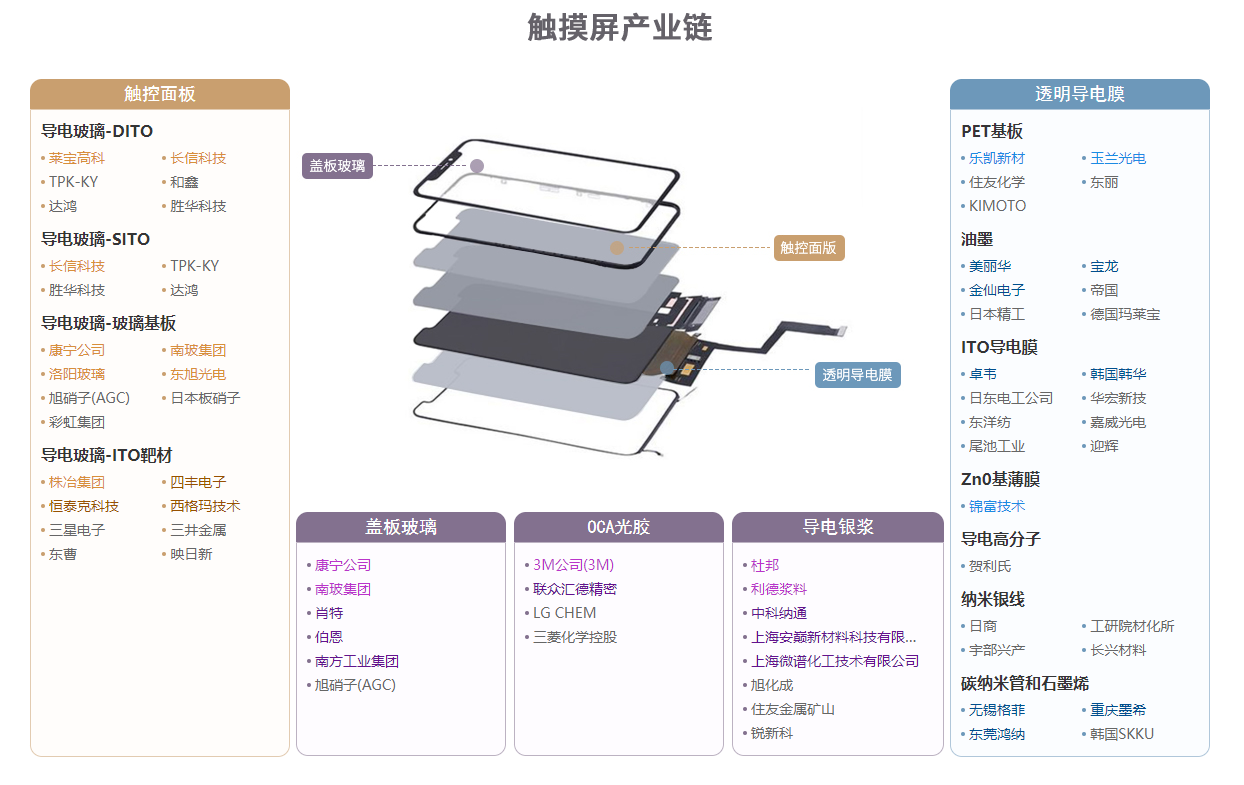 触摸屏产业链
触控面板
导电玻璃-DITO
•莱宝高科 •长信科技
•TPK-KY •和鑫
•达鸿 •胜华科技
导电玻璃-SITO
•长信科技 •TPK-KY
•胜华科技 •达鸿
导电玻璃-玻璃基板
•康宁公司 •南玻集团
•洛阳玻璃 •东旭光电
•旭硝子(AGC) •日本板硝子
•彩虹集团
导电玻璃-ITO靶材
•株冶集团 •四丰电子
•恒泰克科技 •西格玛技术
•三星电子 •三井金属
•东曹 •映日新
盖板玻璃
触控面版
透明导电膜
盖板玻璃
•康宁公司
•南玻集团
•肖特
•伯恩
•南方工业集团
•旭硝子(AGC)
OCA光胶
•3M公司(3M)
•联众汇德精密
•LG CHEM
•三菱化学控股
导电银浆
•杜邦
•利德浆料
•中科纳通
•上海安巅新材料科技有限...
•上海微谱化工技术有限公司
•旭化成
•住友金属矿山
•锐新科
透明导电膜
PET基板
•乐凯新材 •玉兰光电
•住友化学 •东丽
•KIMOTO
油墨
•美丽华 •宝龙
•金仙电子 •帝国
•日本精工 •德国玛莱宝
ITO导电膜
•卓韦 •韩国韩华
•日东电工公司 •华宏新技
•东洋纺 •嘉威光电
•尾池工业 •迎辉
Zn0基薄膜
•锦富技术
导电高分子
•贺利氏
纳米银线
•日商 •工研院材化所
•宇部兴产 •长兴材料
碳纳米管和石墨烯
•无锡格菲 •重庆墨希
•东莞鸿纳 •韩国SKKU